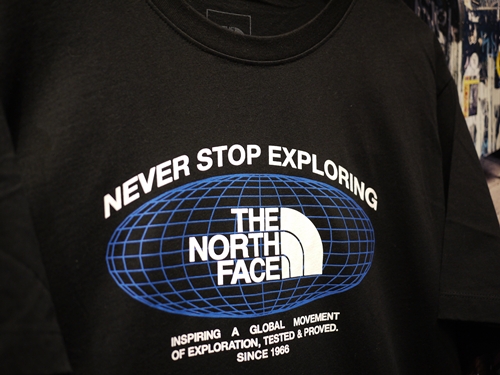 NEVER STOP EXPLORING
THE
NORTH
FACE
INSPIRING A GLOBAL MOVEMENT
OF EXPLORATION, TESTED & PROVED.
SINCE 1966